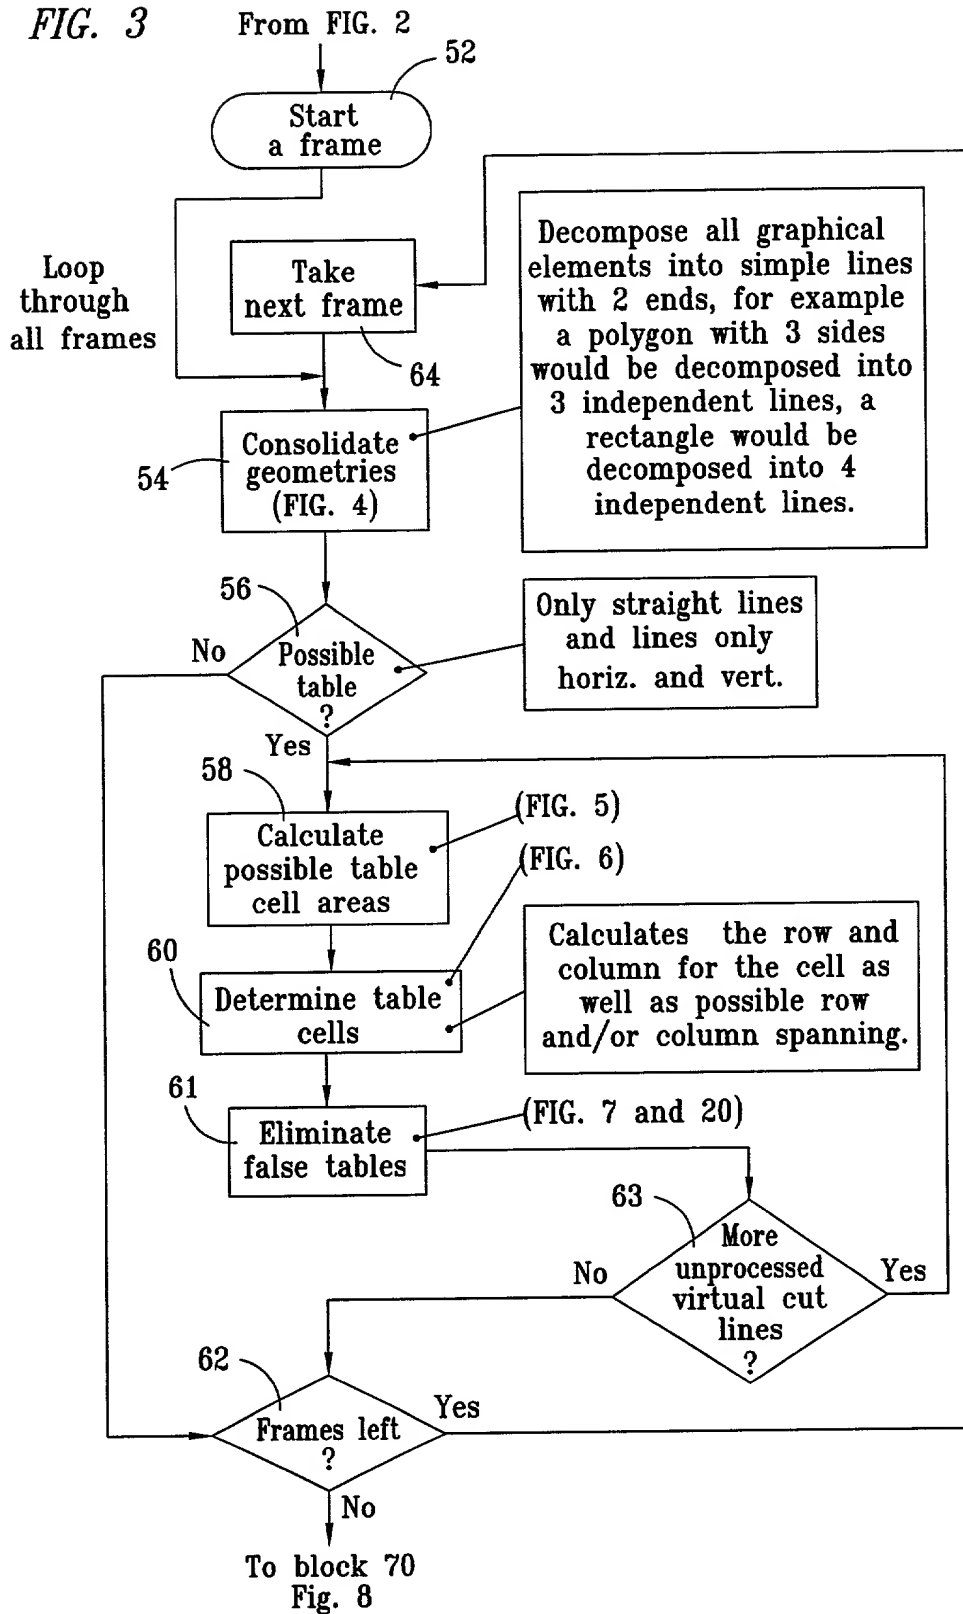 FIG. 3
From FIG. 2
52
Start
a frame
Loop
through
all frames
Take
next frame
64
Decompose all graphical
elements into simple lines
with 2 ends, for example
a polygon with 3 sides
would be decomposed into
3 independent lines, a
rectangle would be
decomposed into 4
independent lines.
54
Consolidate
geometries
(FIG. 4)
56
No
Possible
table
?
Yes
Only straight lines
and lines only
horiz. and vert.
58
Calculate
possible table
cell areas
(FIG. 5)
(FIG. 6)
60
Determine table
cells
Calculates the row and
column for the cell as
well as possible row
and/or column spanning.
61
Eliminate
false tables
(FIG. 7 and 20)
63
No
More
unprocessed
virtual cut
lines
?
Yes
62
Frames left
?
Yes
No
To block 70
Fig. 8